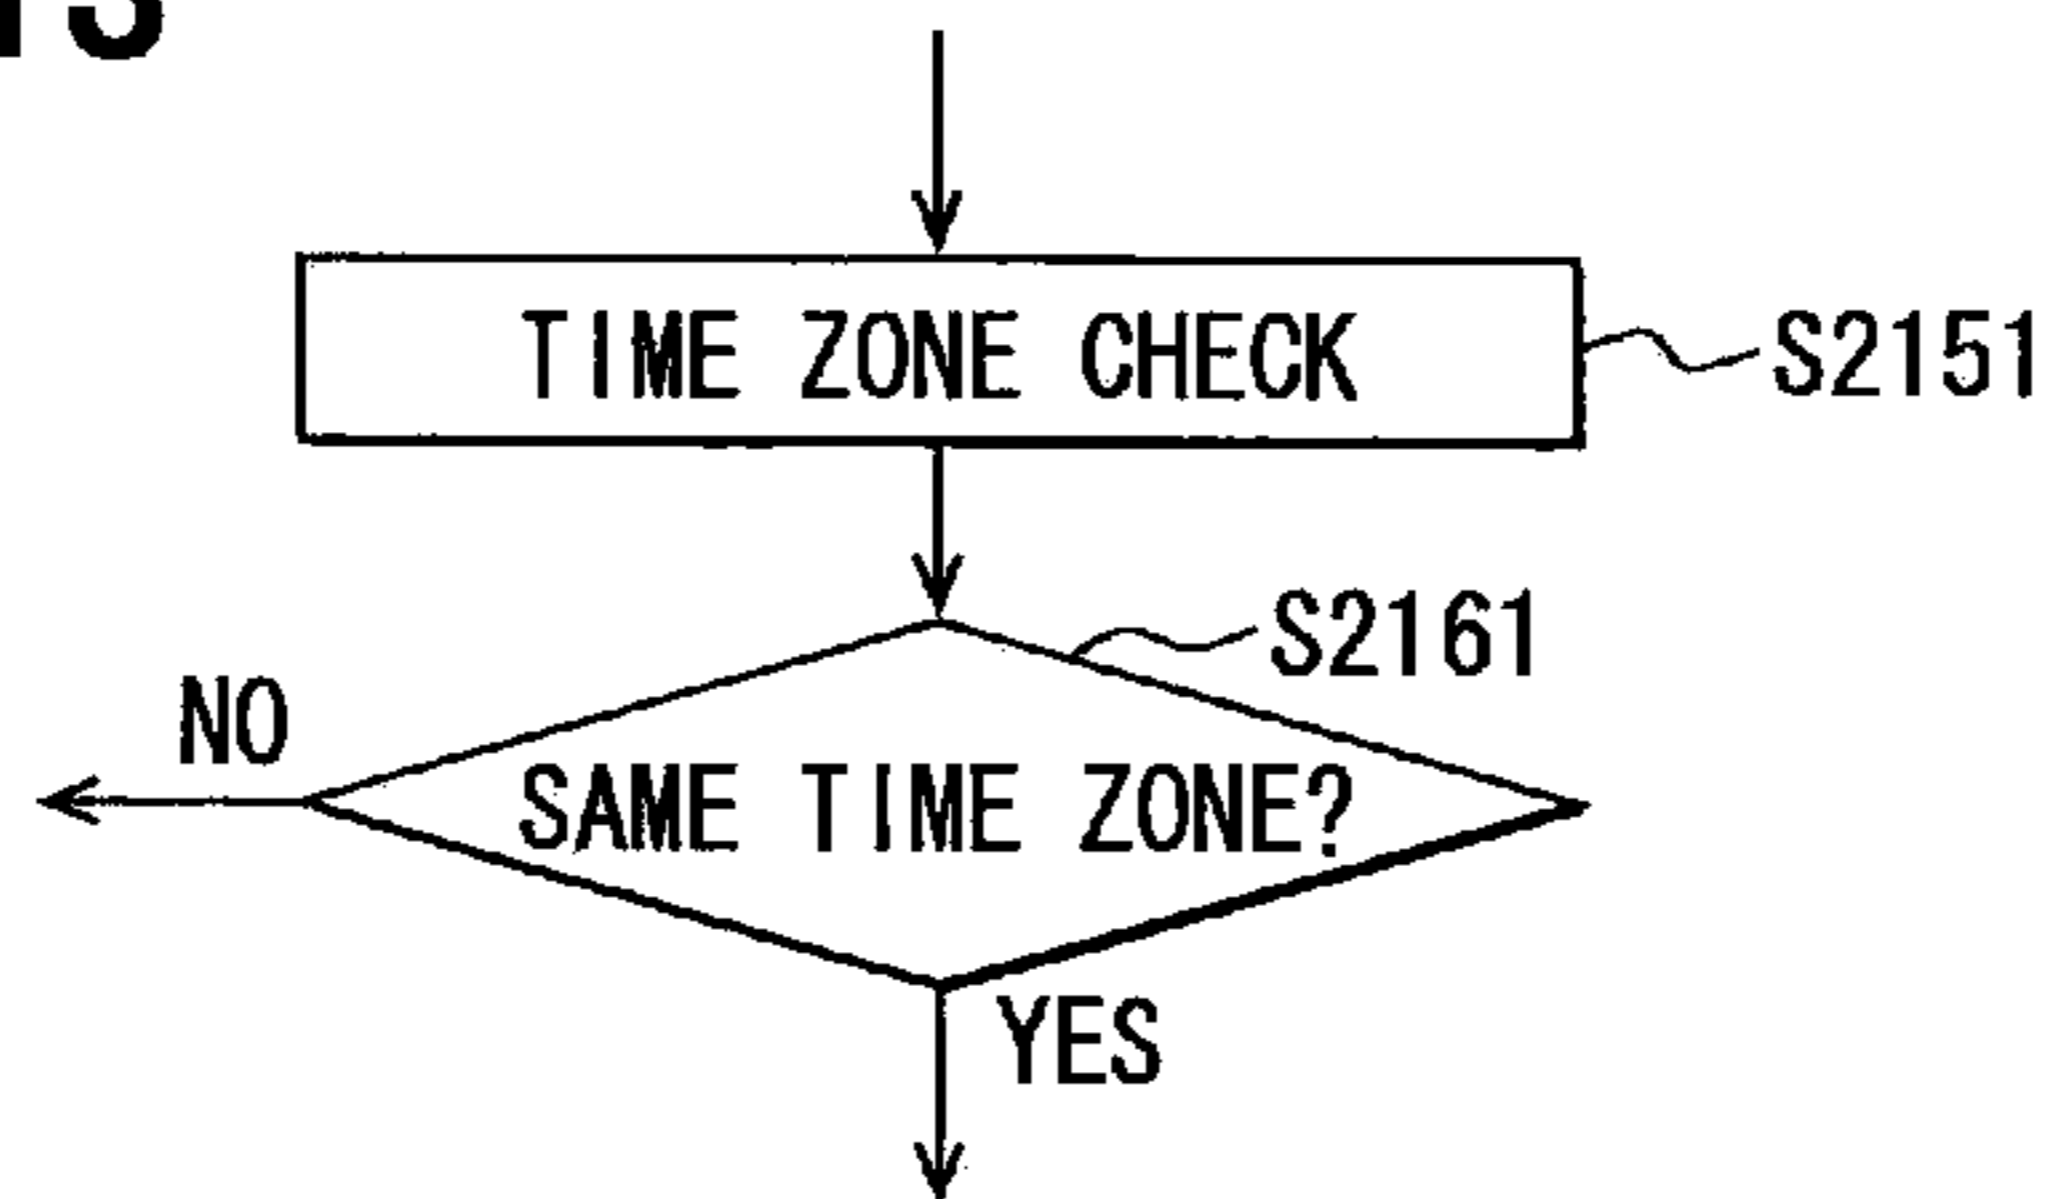 TIME ZONE CHECK
S2151
S2161
NO
SAME TIME ZONE?
YES